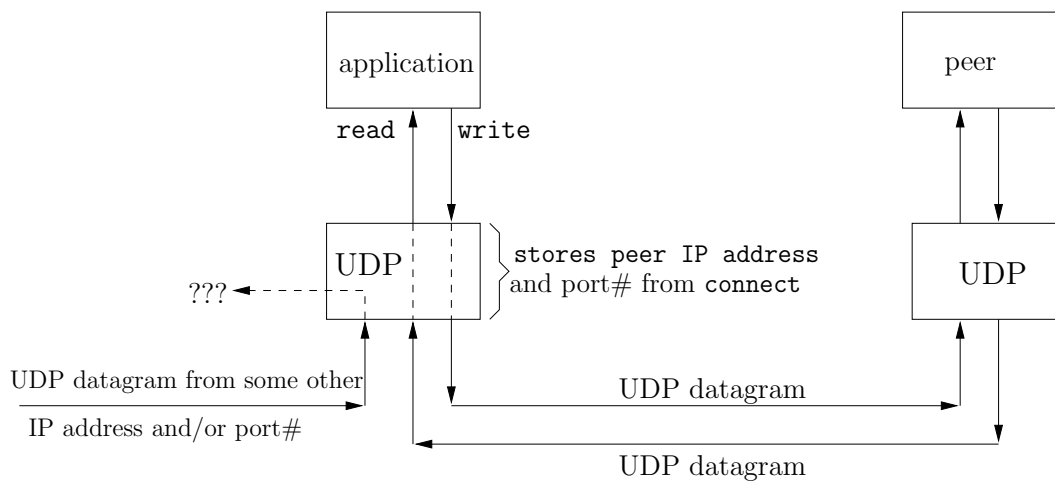 application
peer
read
write
UDP
stores peer IP address
and port# from connect
UDP
???
UDP datagram from some other
IP address and/or port#
UDP datagram
UDP datagram